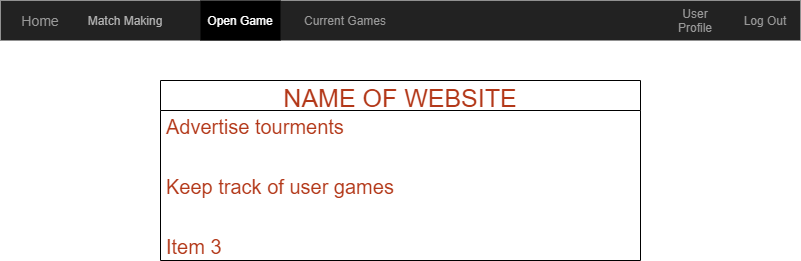 Home Match Making Open Game Current Games User Profile Log Out
NAME OF WEBSITE
Advertise tourments
Keep track of user games
Item 3